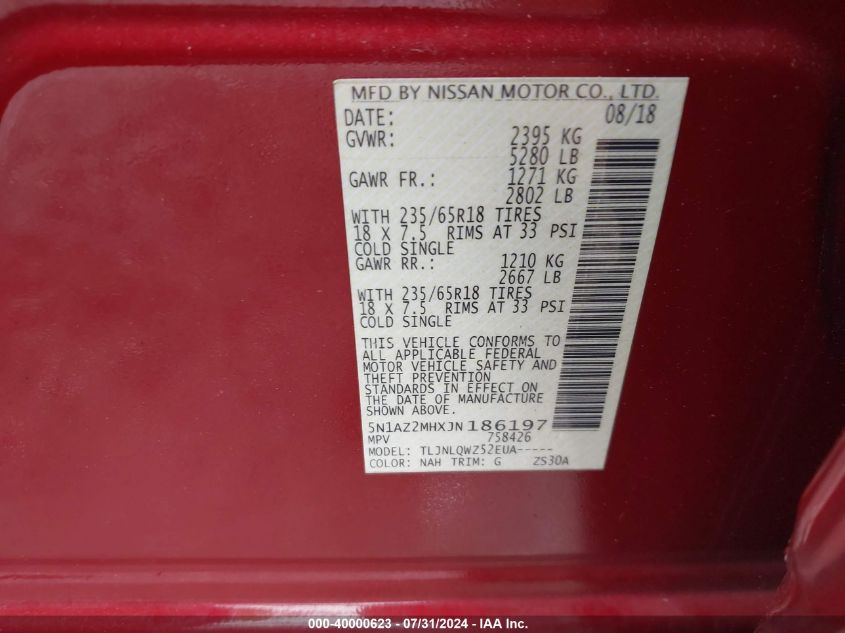 MFD BY NISSAN MOTOR CO., LTD.
DATE: 08/18
GVWR: 2395 KG
5280 LB
GAWR FR.: 1271 KG
2802 LB
WITH 235/65R18 TIRES
18 X 7.5 RIMS AT 33 PSI
COLD SINGLE
GAWR RR.: 1210 KG
2667 LB
WITH 235/65R18 TIRES
18 X 7.5 RIMS AT 33 PSI
COLD SINGLE
THIS VEHICLE CONFORMS TO
ALL APPLICABLE FEDERAL
MOTOR VEHICLE SAFETY AND
THEFT PREVENTION
STANDARDS IN EFFECT ON
THE DATE OF MANUFACTURE
SHOWN ABOVE.
5N1AZ2MHXJN186197
MPV 758426
MODEL: TLJNLQWZ52EUA-----
COLOR: NAH TRIM: G ZS30A
000-40000623 - 07/31/2024 - IAA Inc.